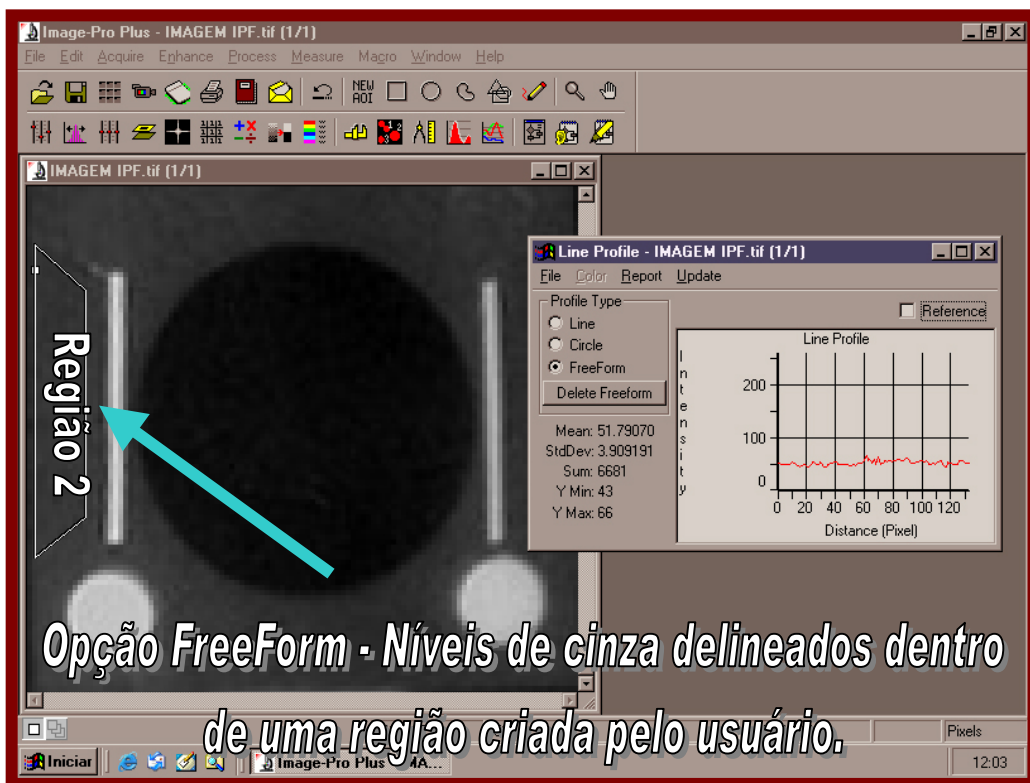 Image-Pro Plus - IMAGEM IPF.tif (1/1)
File Edit Acquire Enhance Process Measure Macro Window Help
NEW AOI
IMAGEM IPF.tif (1/1)
Região 2
Line Profile - IMAGEM IPF.tif (1/1)
File Color Report Update
Profile Type
Line
Circle
FreeForm
Delete Freeform
Mean: 51.79070
StdDev: 3.909191
Sum: 6681
Y Min: 43
Y Max: 66
Reference
Line Profile
Intensity
200
100
0
0 20 40 60 80 100 120
Distance (Pixel)
Opção FreeForm - Níveis de cinza delineados dentro
de uma região criada pelo usuário.
Pixels
Iniciar
Image-Pro Plus
12:03